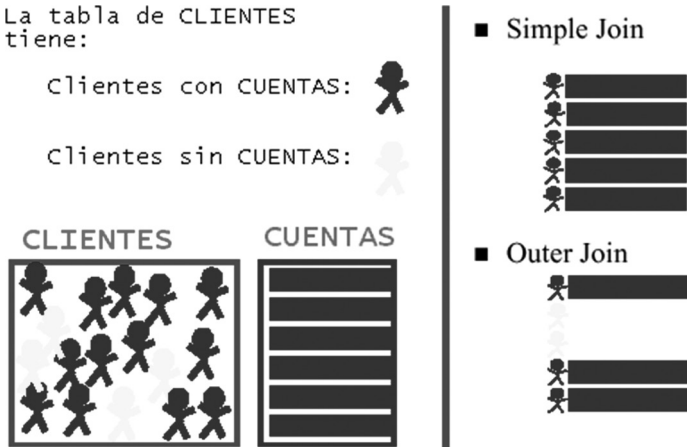 La tabla de CLIENTES
tiene:
Clientes con CUENTAS:
Clientes sin CUENTAS:
CLIENTES
CUENTAS
■ Simple Join
■ Outer Join